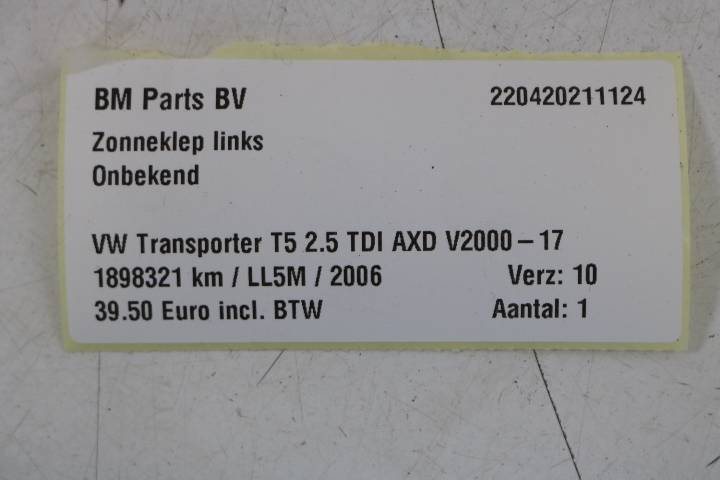 BM Parts BV 220420211124
Zonneklep links
Onbekend
VW Transporter T5 2.5 TDI AXD V2000 – 17
1898321 km / LL5M / 2006 Verz: 10
39.50 Euro incl. BTW Aantal: 1